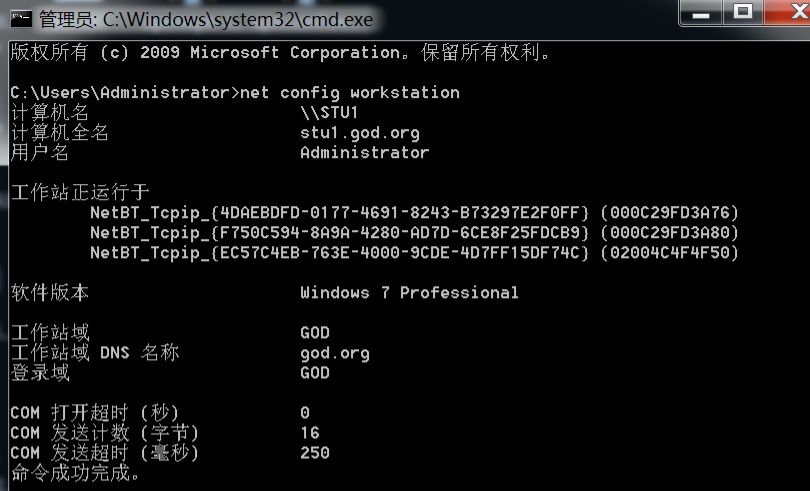 管理员: C:\Windows\system32\cmd.exe
版权所有 (c) 2009 Microsoft Corporation。保留所有权利。
C:\Users\Administrator>net config workstation
计算机名 \\STU1
计算机全名 stu1.god.org
用户名 Administrator
工作站正运行于
NetBT_Tcpip_{4DAEBDFD-0177-4691-8243-B73297E2F0FF} (000C29FD3A76)
NetBT_Tcpip_{F750C594-8A9A-4280-AD7D-6CE8F25FDCB9} (000C29FD3A80)
NetBT_Tcpip_{EC57C4EB-763E-4000-9CDE-4D7FF15DF74C} (02004C4F4F50)
软件版本 Windows 7 Professional
工作站域 GOD
工作站域 DNS 名称 god.org
登录域 GOD
COM 打开超时 (秒) 0
COM 发送计数 (字节) 16
COM 发送超时 (毫秒) 250
命令成功完成。